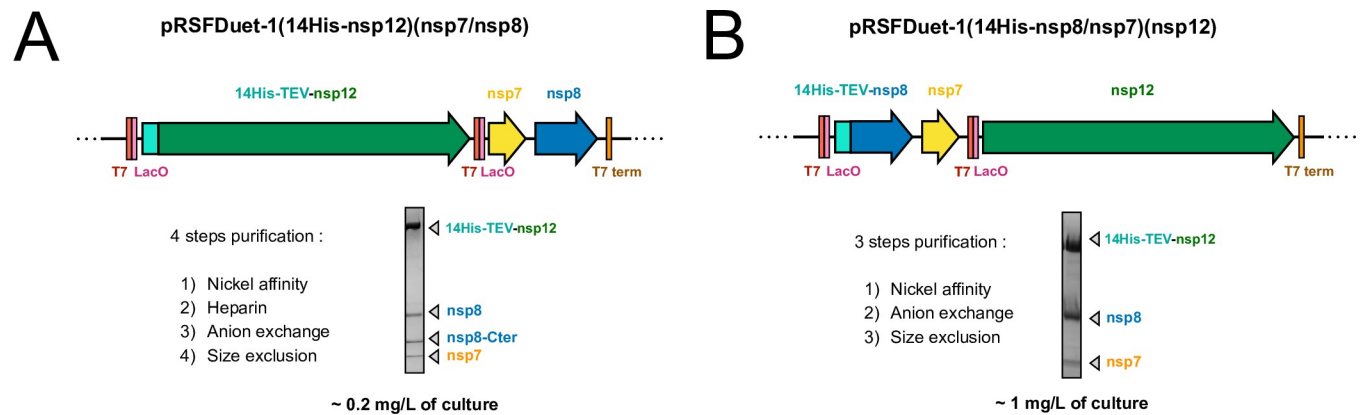 A
pRSFDuet-1(14His-nsp12)(nsp7/nsp8)
14His-TEV-nsp12
nsp7
nsp8
T7 LacO
T7 LacO
T7 term
4 steps purification :
1) Nickel affinity
2) Heparin
3) Anion exchange
4) Size exclusion
14His-TEV-nsp12
nsp8
nsp8-Cter
nsp7
~ 0.2 mg/L of culture
B
pRSFDuet-1(14His-nsp8/nsp7)(nsp12)
14His-TEV-nsp8
nsp7
nsp12
T7 LacO
T7 LacO
T7 term
3 steps purification :
1) Nickel affinity
2) Anion exchange
3) Size exclusion
14His-TEV-nsp12
nsp8
nsp7
~ 1 mg/L of culture